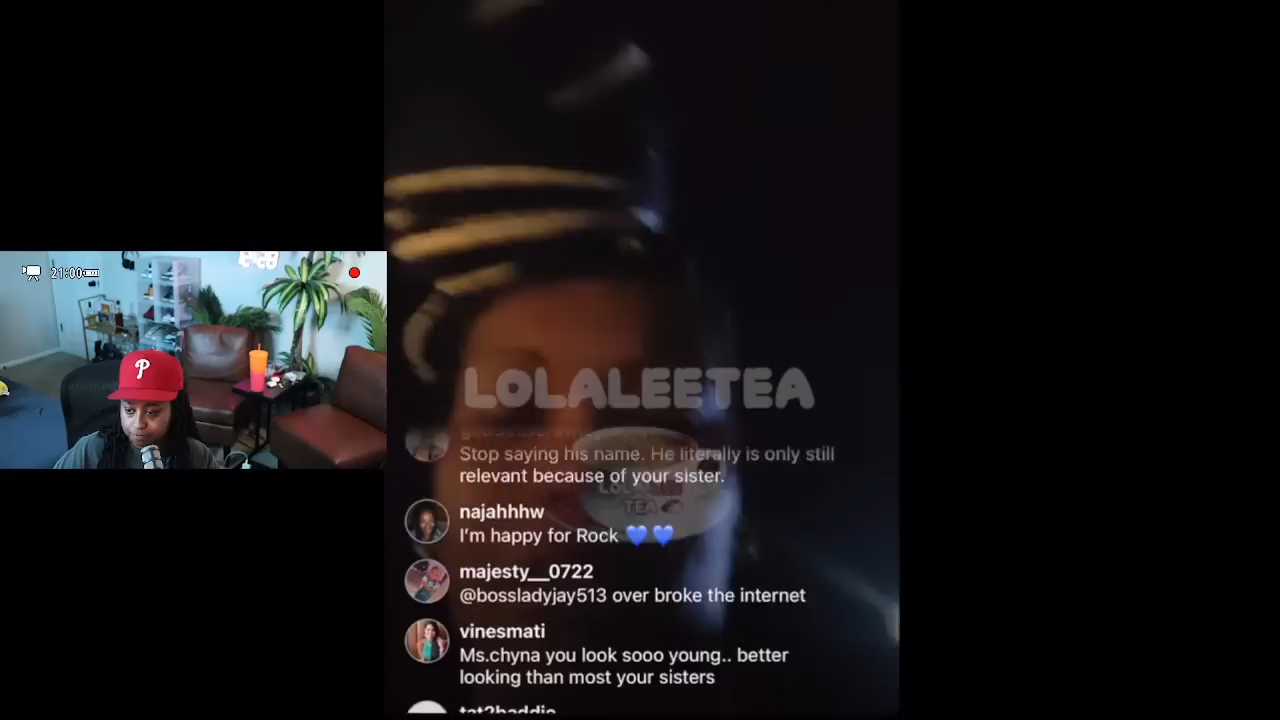 21:00
P
LOLALEETEA
Stop saying his name. He literally is only still
relevant because of your sister.
TEA
najahhhw
I'm happy for Rock 💙💙
majesty__0722
@bossladyjay513 over broke the internet
vinesmati
Ms.chyna you look sooo young.. better
looking than most your sisters
tat2baddie